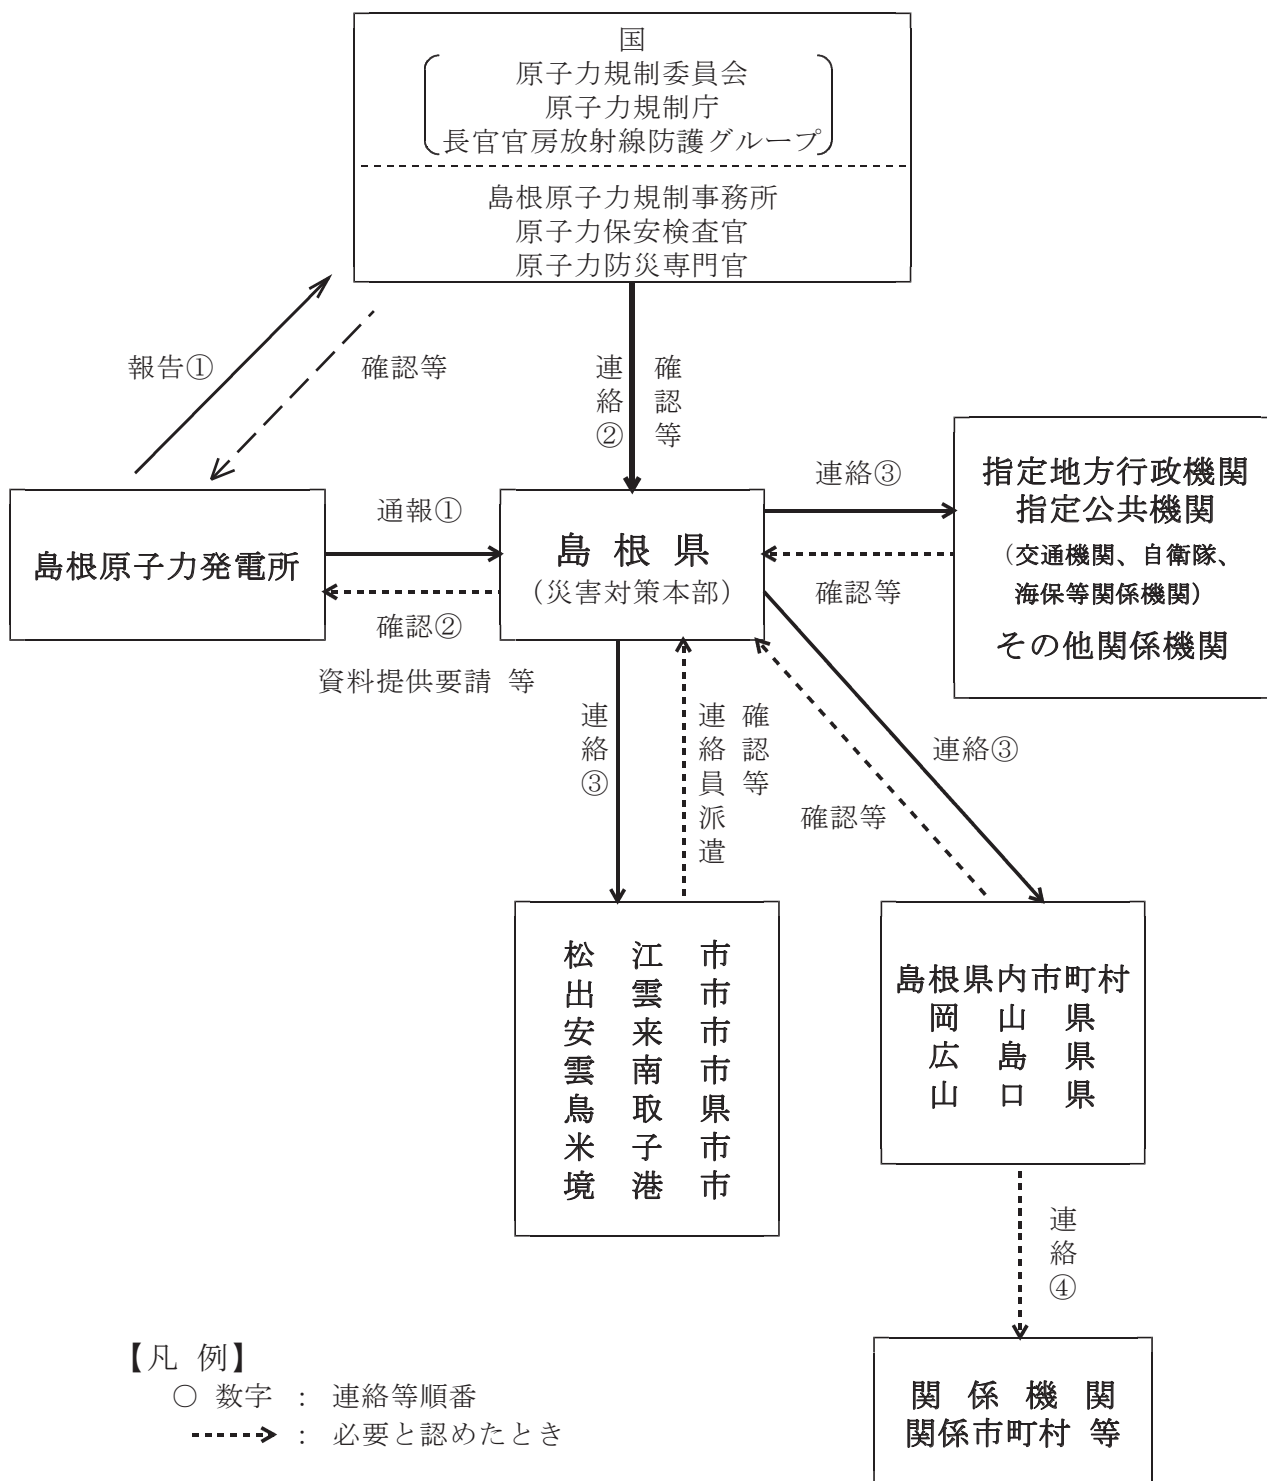 国
原子力規制委員会
原子力規制庁
長官官房放射線防護グループ
島根原子力規制事務所
原子力保安検査官
原子力防災専門官
報告①
確認等
連絡②
確認等
指定地方行政機関
指定公共機関
（交通機関、自衛隊、
海保等関係機関）
その他関係機関
連絡③
確認等
島根原子力発電所
通報①
確認②
資料提供要請 等
島 根 県
（災害対策本部）
連絡③
連絡員派遣
確認等
連絡③
確認等
松 江 市
出 雲 市
安 来 市
雲 南 市
鳥 取 県
米 子 市
境 港 市
島根県内市町村
岡 山 県
広 島 県
山 口 県
連絡④
関 係 機 関
関係市町村 等
【凡 例】
○ 数字 ： 連絡等順番
： 必要と認めたとき